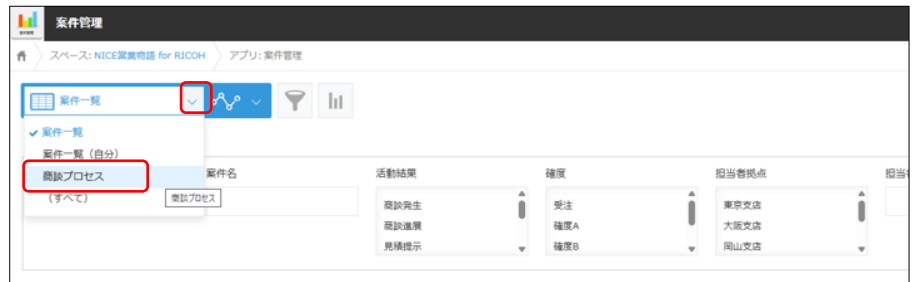 案件管理
スペース: NICE営業物語 for RICOH アプリ: 案件管理
案件一覧
案件一覧
案件一覧（自分）
商談プロセス
（すべて）
商談プロセス
案件名 活動結果 確度 担当者拠点
商談発生 受注 東京支店
商談進展 確度A 大阪支店
見積提示 確度B 岡山支店